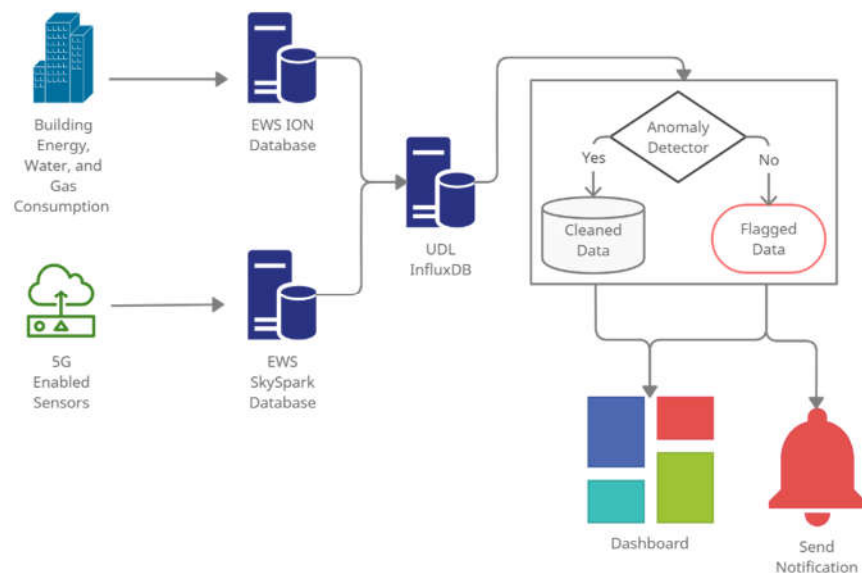 Building
Energy,
Water, and
Gas
Consumption
EWS ION
Database
UDL
InfluxDB
Anomaly
Detector
Yes
No
Cleaned
Data
Flagged
Data
5G
Enabled
Sensors
EWS
SkySpark
Database
Dashboard
Send
Notification